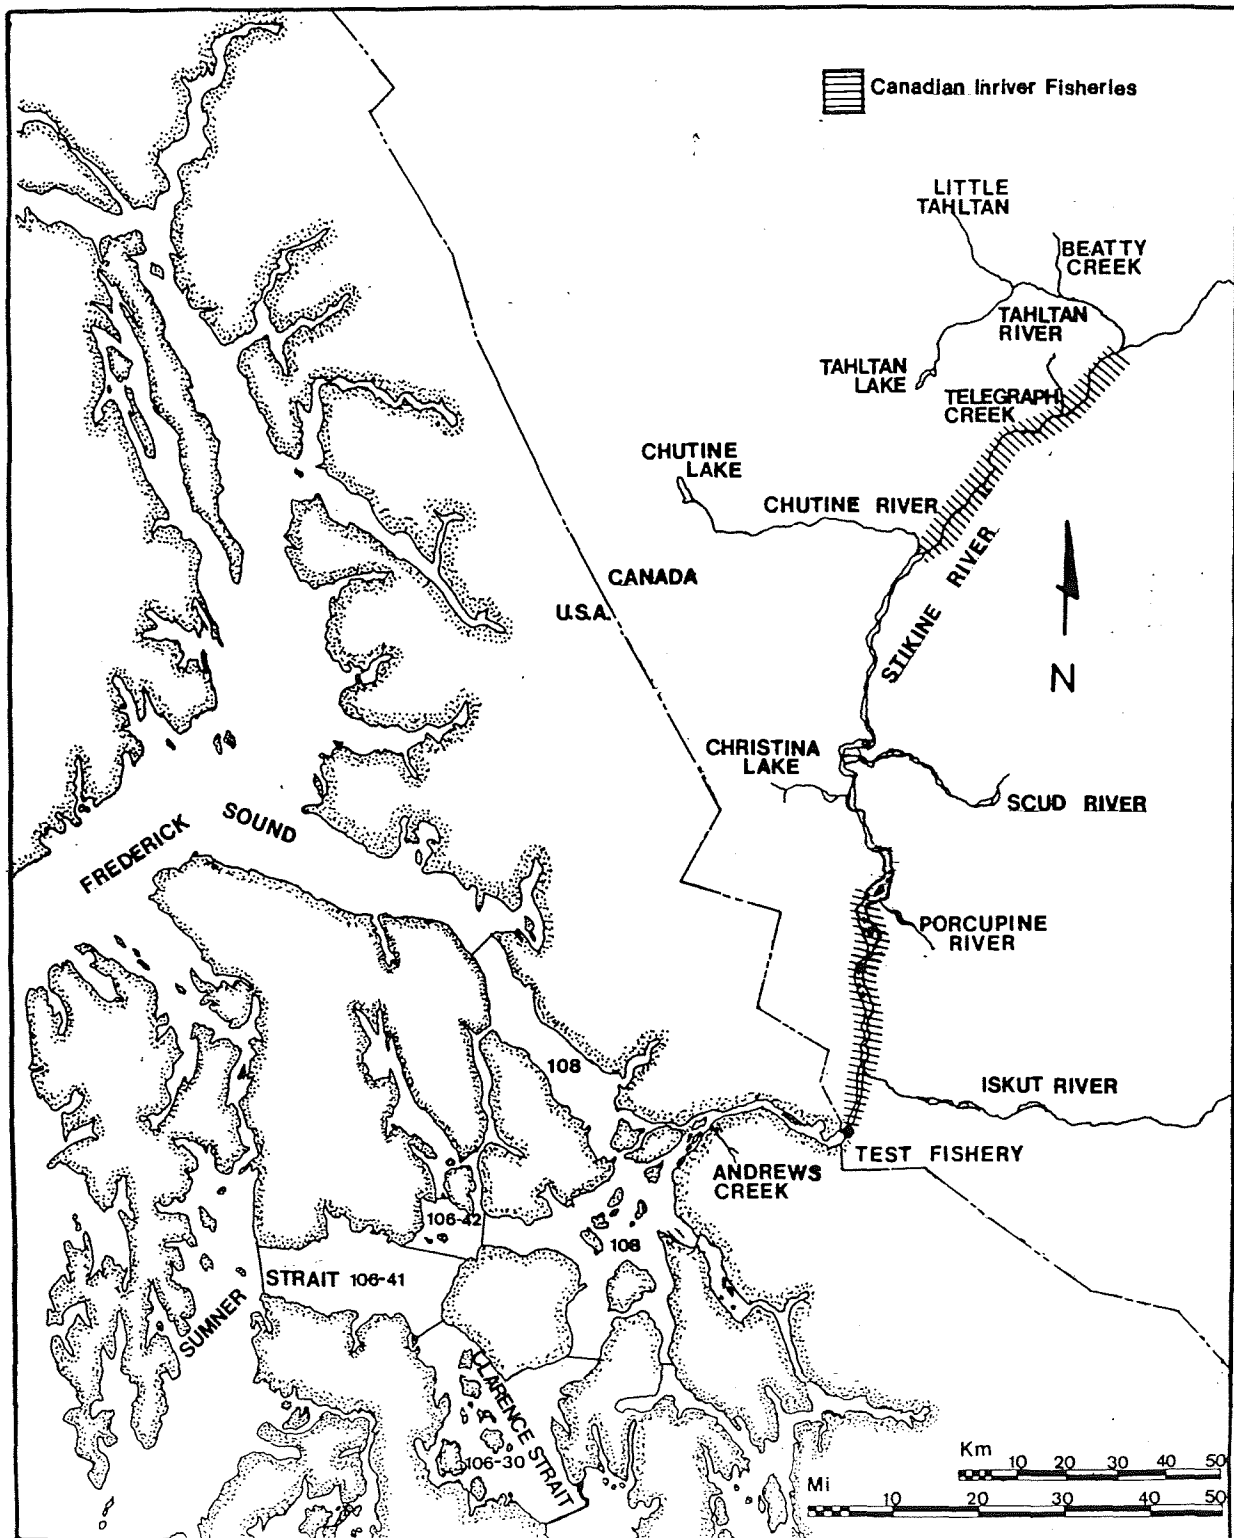 Canadian Inriver Fisheries
LITTLE
TAHLTAN
BEATTY
CREEK
TAHLTAN
RIVER
TAHLTAN
LAKE
TELEGRAPH
CREEK
CHUTINE
LAKE
CHUTINE RIVER
STIKINE RIVER
CANADA
U.S.A.
N
CHRISTINA
LAKE
SCUD RIVER
FREDERICK SOUND
PORCUPINE
RIVER
108
ISKUT RIVER
TEST FISHERY
ANDREWS
CREEK
106-42
108
STRAIT 106-41
SUMNER
CLARENCE STRAIT
106-30
Km
10 20 30 40 50
Mi
10 20 30 40 50